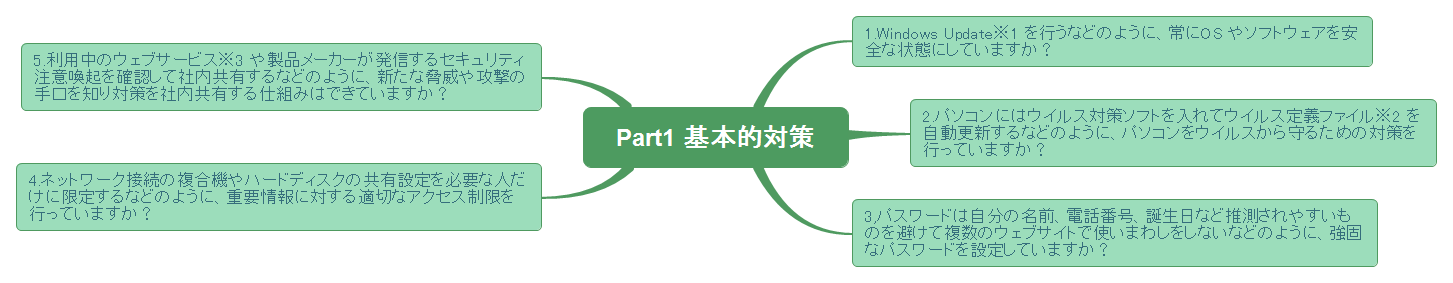 Part1 基本的対策
1.Windows Update※1 を行うなどのように、常にOS やソフトウェアを安
全な状態にしていますか？
2.パソコンにはウイルス対策ソフトを入れてウイルス定義ファイル※2 を
自動更新するなどのように、パソコンをウイルスから守るための対策を
行っていますか？
3.パスワードは自分の名前、電話番号、誕生日など推測されやすいも
のを避けて複数のウェブサイトで使いまわしをしないなどのように、強固
なパスワードを設定していますか？
4.ネットワーク接続の複合機やハードディスクの共有設定を必要な人だ
けに限定するなどのように、重要情報に対する適切なアクセス制限を
行っていますか？
5.利用中のウェブサービス※3 や製品メーカーが発信するセキュリティ
注意喚起を確認して社内共有するなどのように、新たな脅威や攻撃の
手口を知り対策を社内共有する仕組みはできていますか？